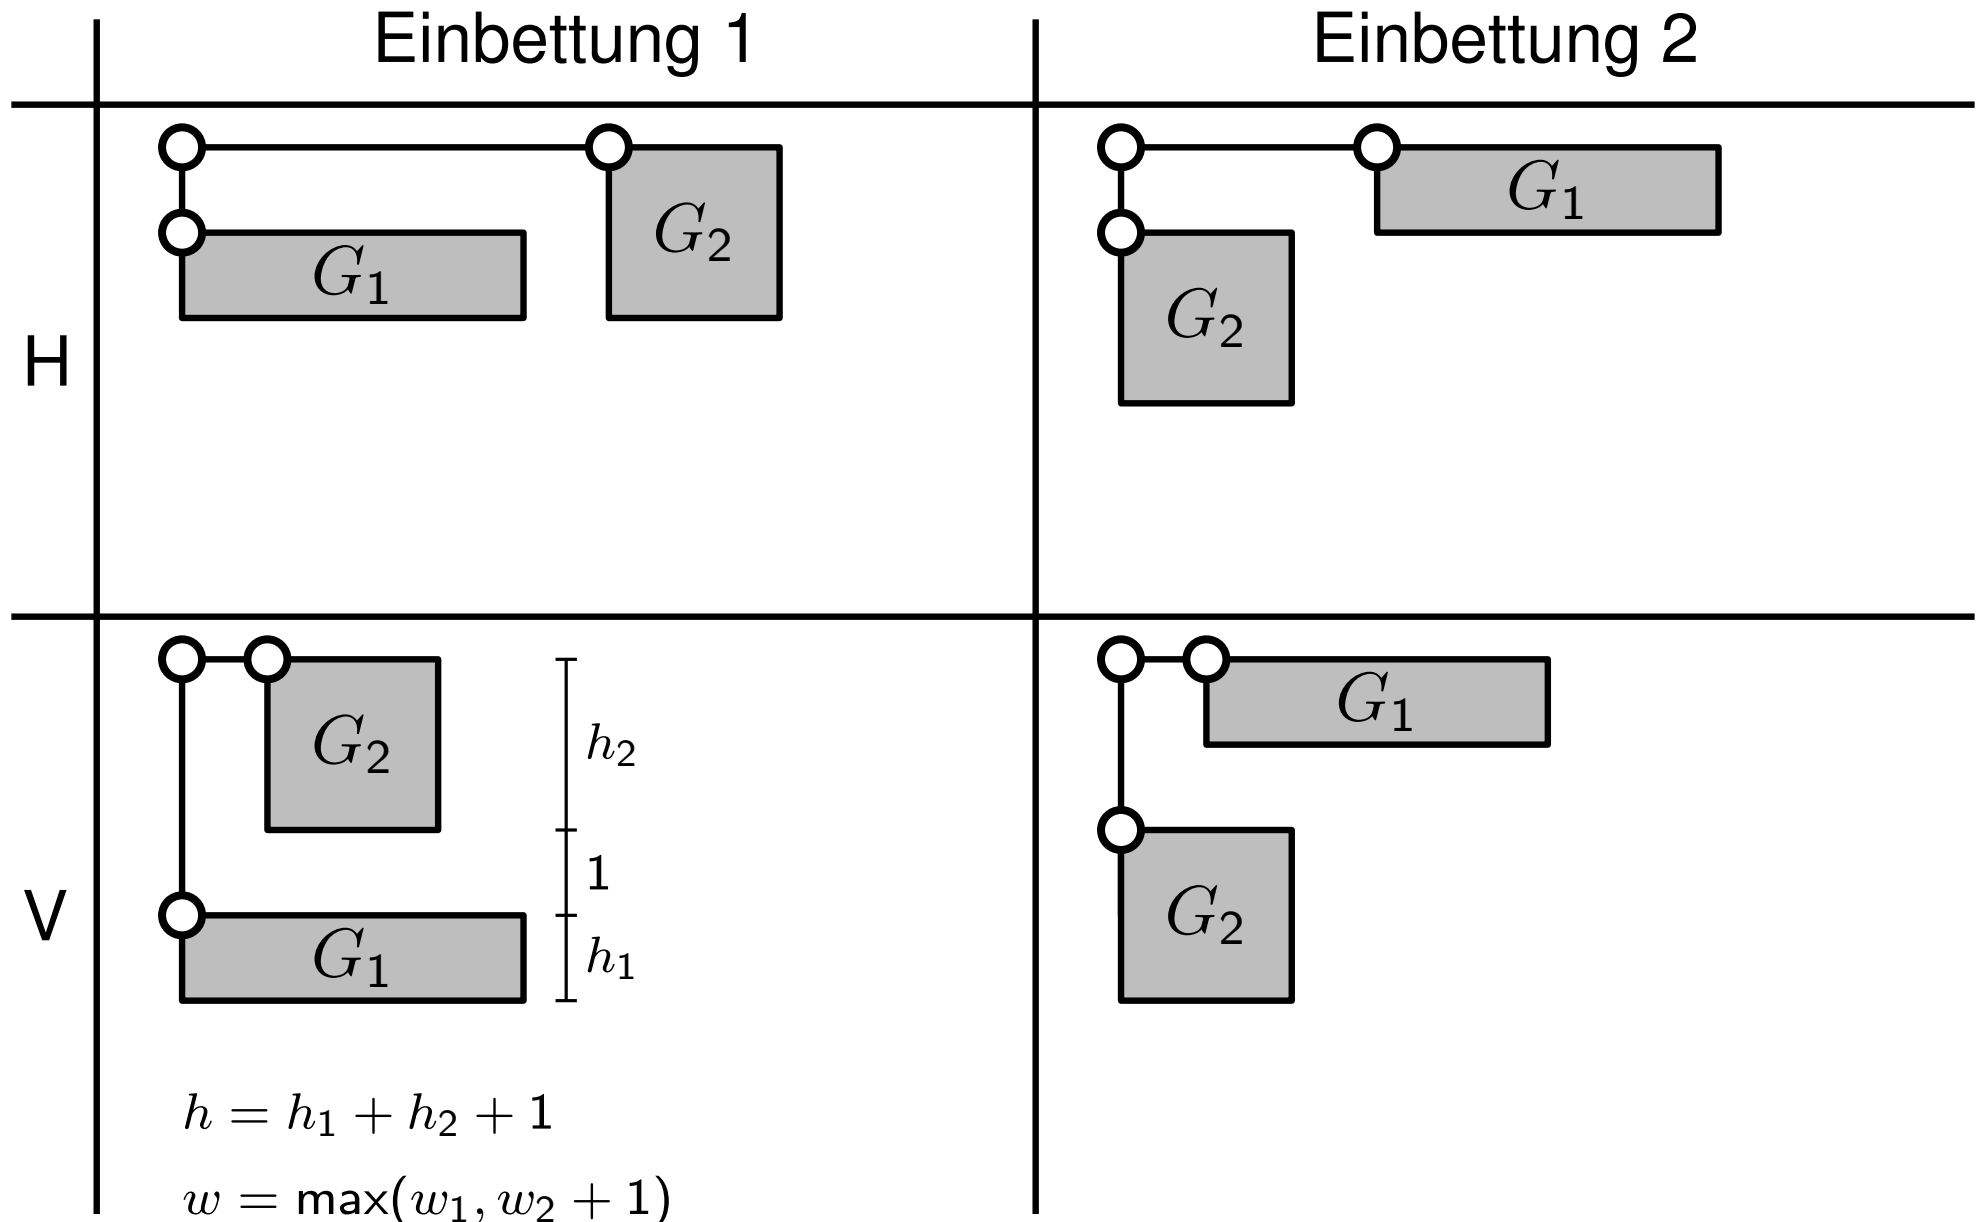 Einbettung 1 Einbettung 2
H
G₂
G₁
G₁
G₂
V
G₂
G₁
h₂
1
h₁
G₁
G₂
h = h₁ + h₂ + 1
w = max(w₁, w₂ + 1)